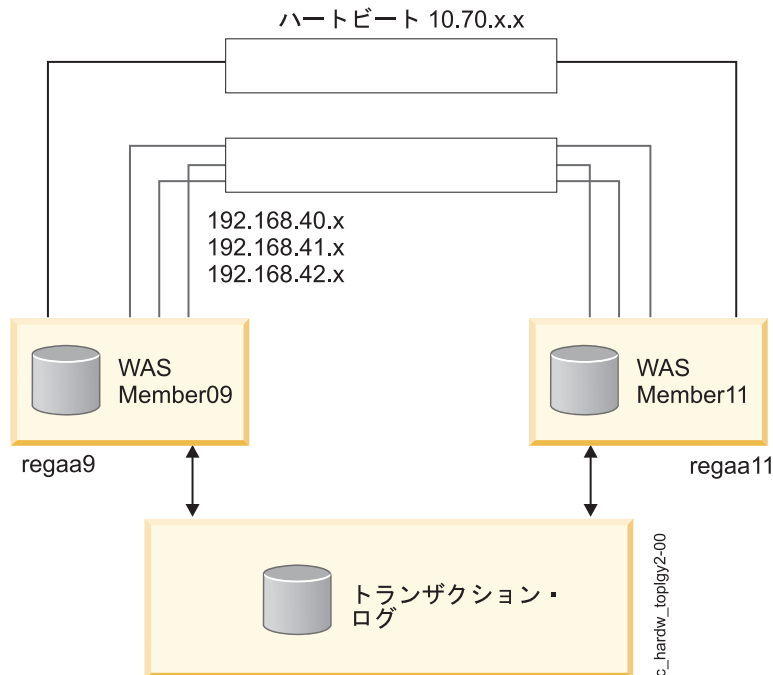 ハートビート 10.70.x.x
192.168.40.x
192.168.41.x
192.168.42.x
WAS
Member09
WAS
Member11
regaa9
regaa11
トランザクション・
ログ
c_hardw_toplgy2-00